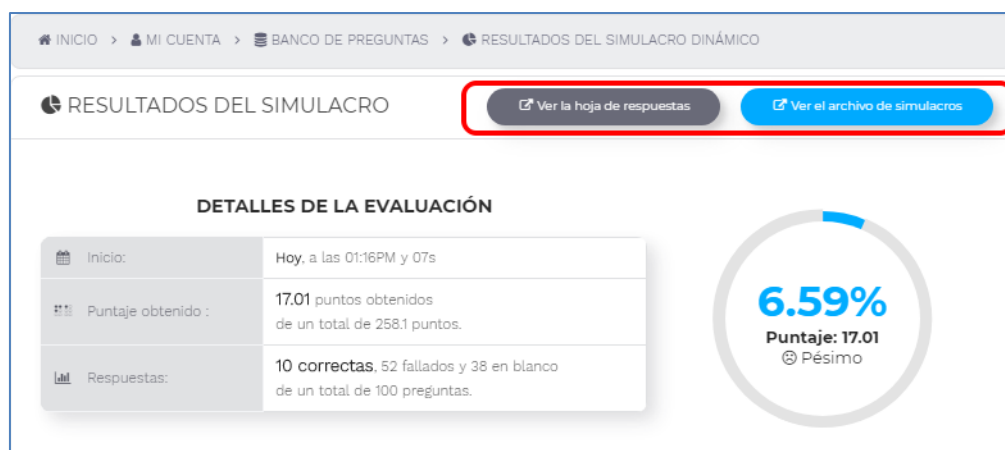 INICIO > MI CUENTA > BANCO DE PREGUNTAS > RESULTADOS DEL SIMULACRO DINÁMICO
RESULTADOS DEL SIMULACRO
Ver la hoja de respuestas
Ver el archivo de simulacros
DETALLES DE LA EVALUACIÓN
Inicio:
Hoy, a las 01:16PM y 07s
Puntaje obtenido :
17.01 puntos obtenidos
de un total de 258.1 puntos.
Respuestas:
10 correctas, 52 fallados y 38 en blanco
de un total de 100 preguntas.
6.59%
Puntaje: 17.01
Pésimo